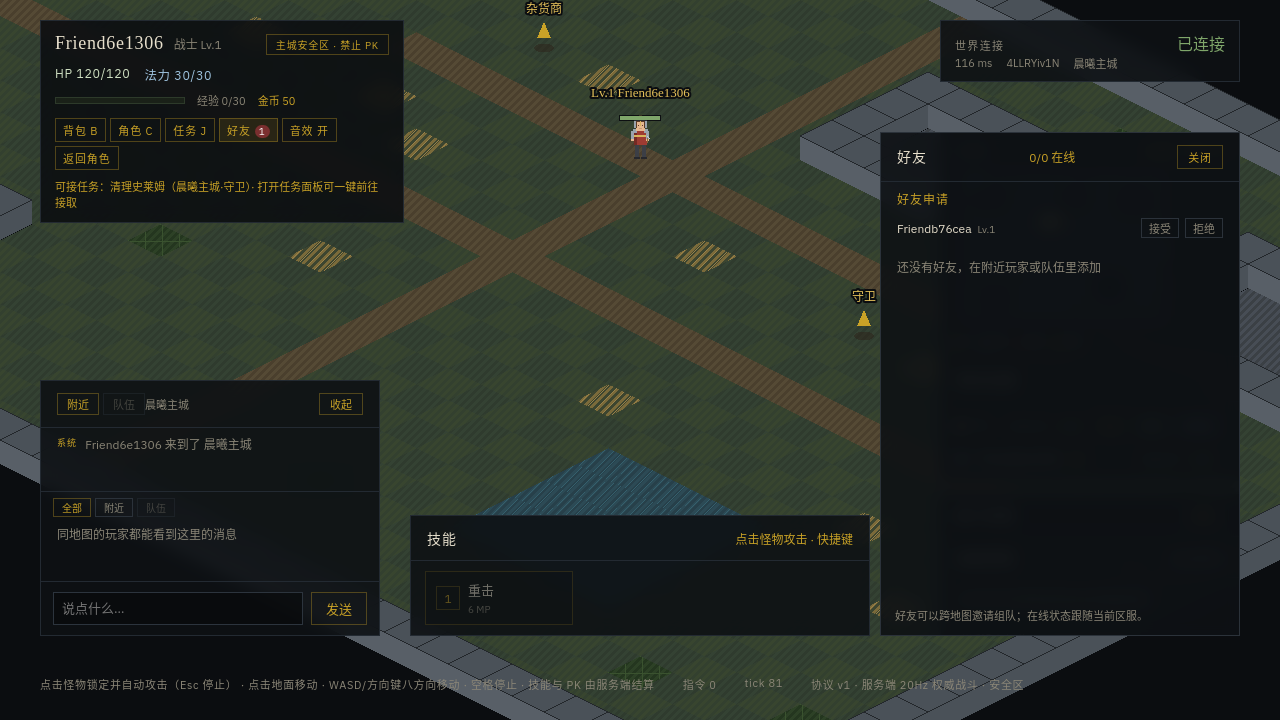 杂货商
Friend6e1306 战士 Lv.1 主城安全区 · 禁止 PK
HP 120/120 法力 30/30
经验 0/30 金币 50
背包 B 角色 C 任务 J 好友 1 音效 开
返回角色
可接任务: 清理史莱姆 (晨曦主城·守卫) · 打开任务面板可一键前往
接取
Lv.1 Friend6e1306
世界连接 已连接
116 ms 4LLRYiv1N 晨曦主城
好友 0/0 在线 关闭
好友申请
Friendb76cea Lv.1 接受 拒绝
还没有好友，在附近玩家或队伍里添加
守卫
附近 队伍 晨曦主城 收起
系统 Friend6e1306 来到了 晨曦主城
全部 附近 队伍
同地图的玩家都能看到这里的消息
说点什么... 发送
技能 点击怪物攻击 · 快捷键
1 重击
6 MP
好友可以跨地图邀请组队；在线状态跟随当前区服。
点击怪物锁定并自动攻击（Esc 停止） · 点击地面移动 · WASD/方向键八方向移动 · 空格停止 · 技能与 PK 由服务端结算 指令 0 tick 81 协议 v1 · 服务端 20Hz 权威战斗 · 安全区